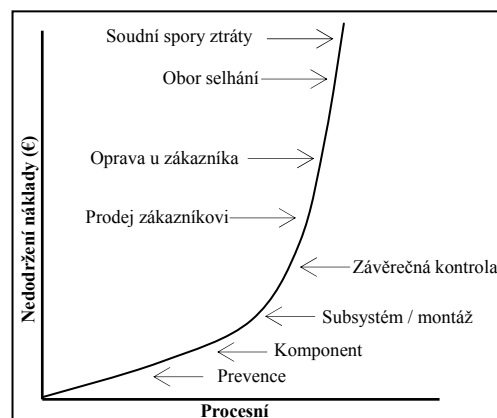 Soudní spory ztráty
Obor selhání
Oprava u zákazníka
Prodej zákazníkovi
Závěrečná kontrola
Subsystém / montáž
Komponent
Prevence
Nedodržení náklady (€)
Procesní